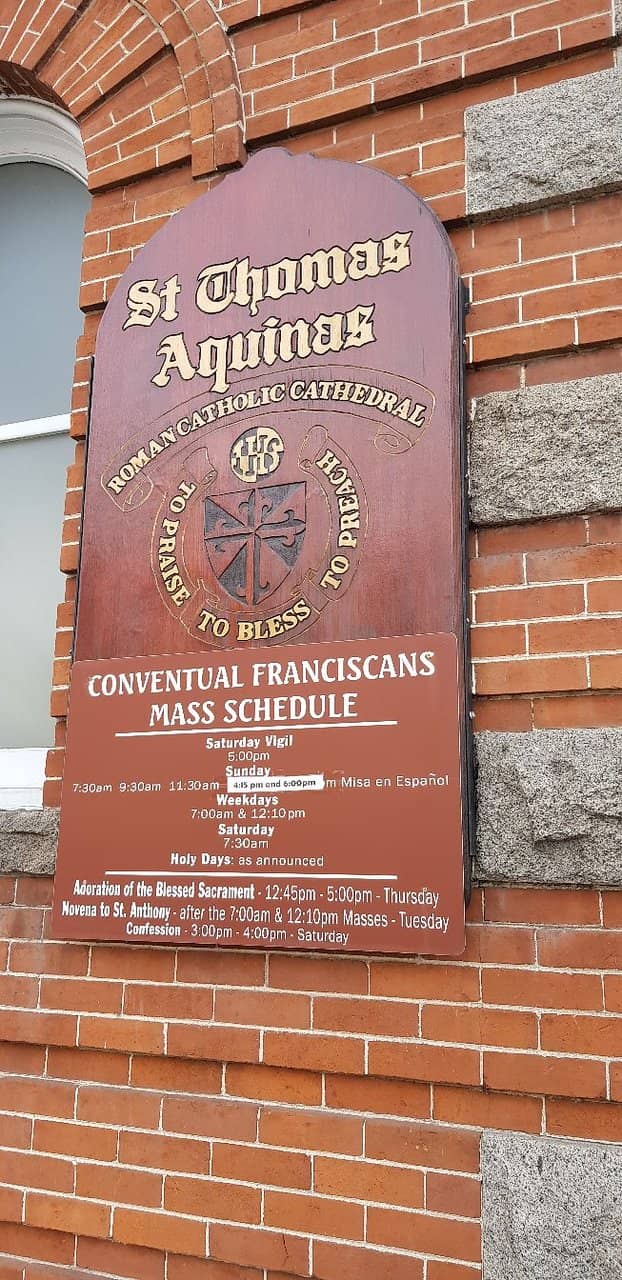 St Thomas
Aquinas
ROMAN CATHOLIC CATHEDRAL
IHS
TO PRAISE
TO BLESS
TO PREACH
CONVENTUAL FRANCISCANS
MASS SCHEDULE
Saturday Vigil
5:00pm
Sunday
7:30am 9:30am 11:30am 4:15 pm and 6:00pm m Misa en Español
Weekdays
7:00am & 12:10pm
Saturday
7:30am
Holy Days: as announced
Adoration of the Blessed Sacrament - 12:45pm - 5:00pm - Thursday
Novena to St. Anthony - after the 7:00am & 12:10pm Masses - Tuesday
Confession - 3:00pm - 4:00pm - Saturday